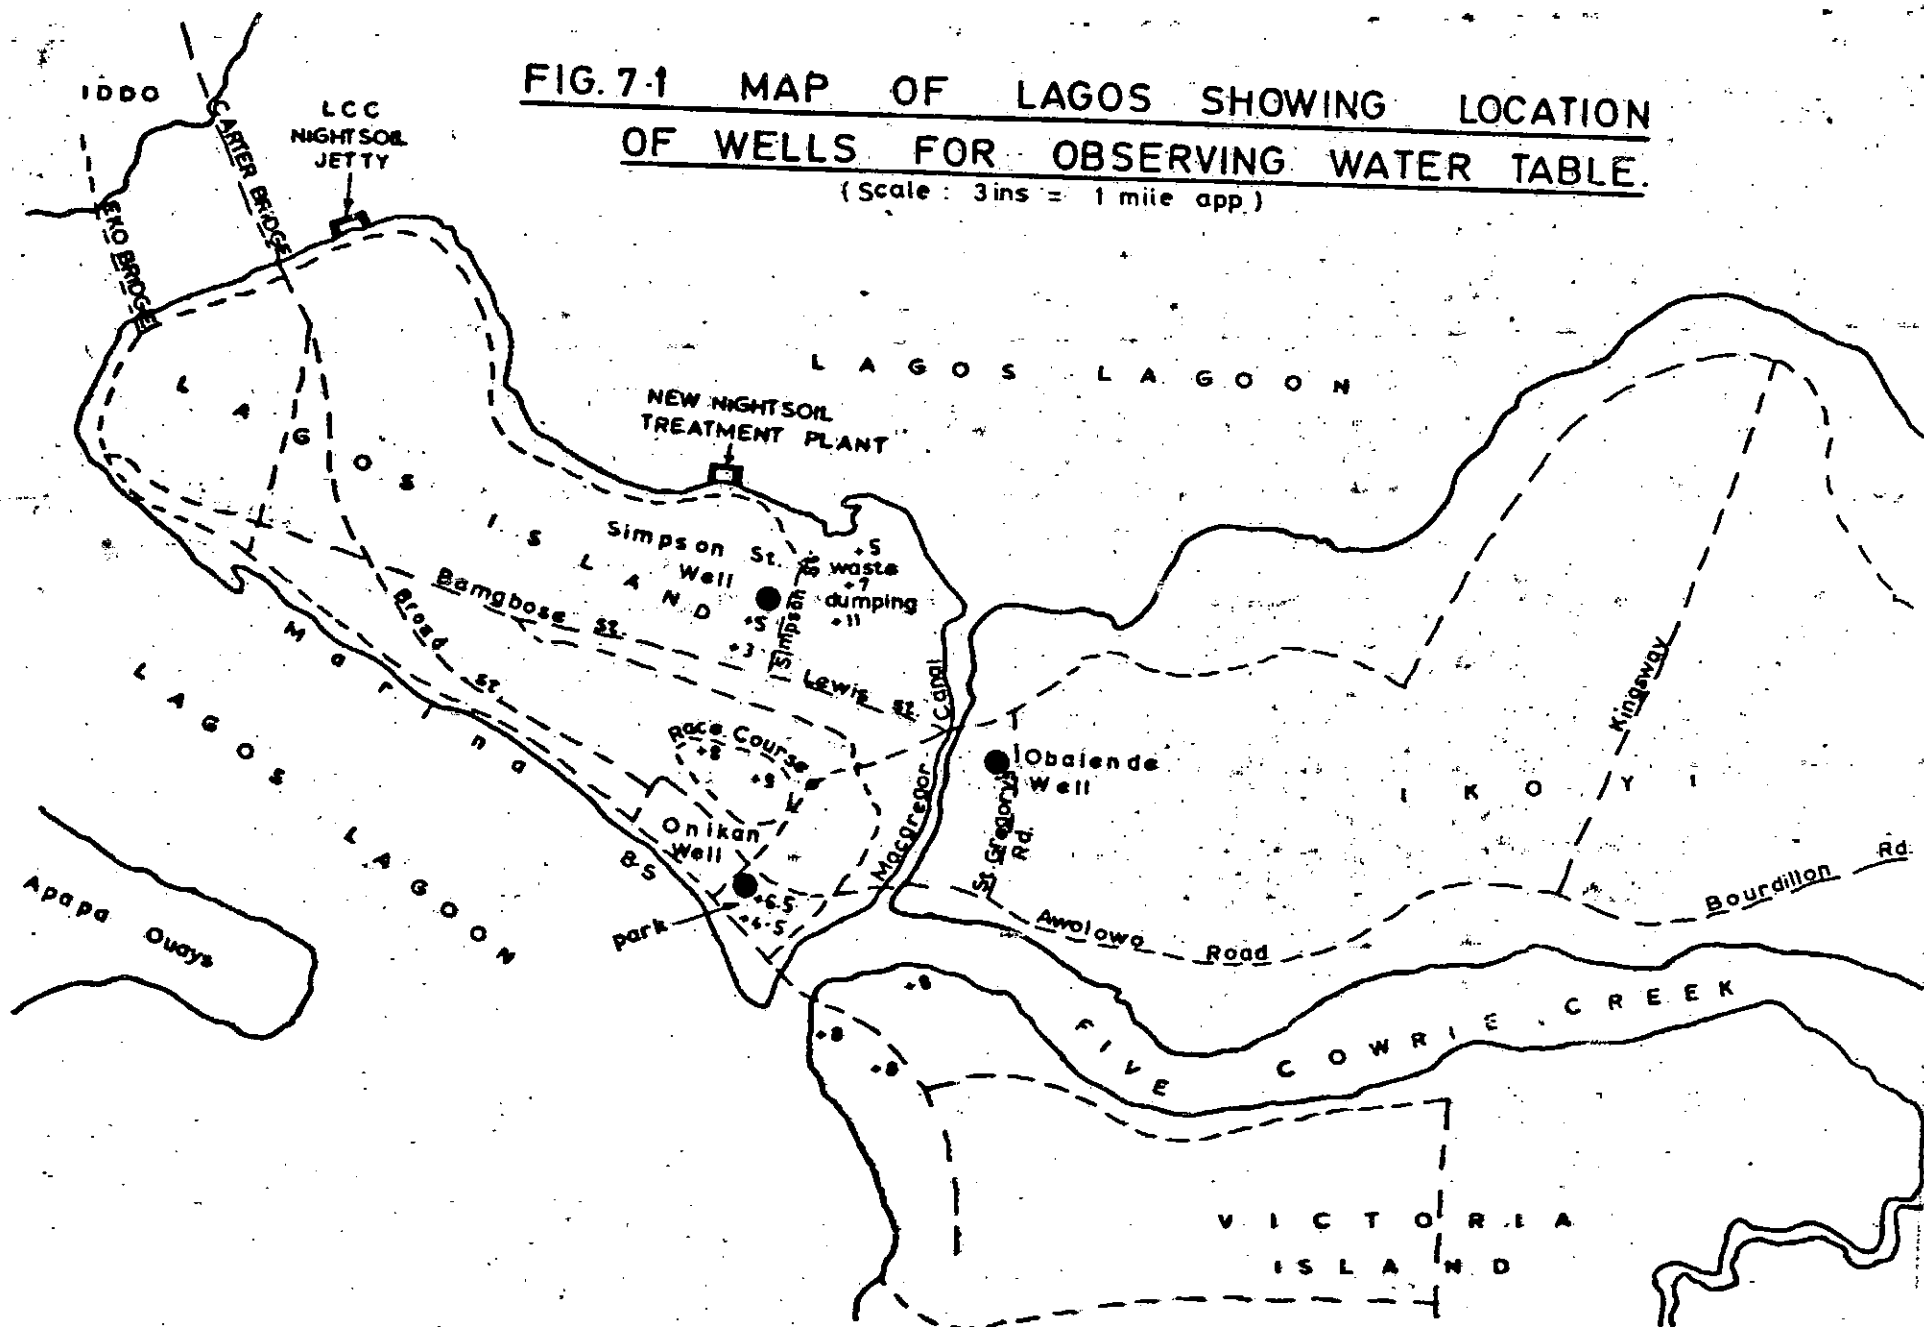 FIG. 7·1 MAP OF LAGOS SHOWING LOCATION
OF WELLS FOR OBSERVING WATER TABLE.
(Scale : 3ins = 1 mile app)
IDDO
LCC
NIGHTSOIL
JETTY
CARTER BRIDGE
EKO BRIDGE
LAGOS LAGOON
NEW NIGHTSOIL
TREATMENT PLANT
LAGOS ISLAND
Simpson St.
Well
Simpson St.
+5
waste
+7
dumping
+11
+5
+3
Bamgbose St.
Lewis St.
Broad St.
Marina
LAGOS LAGOON
Race Course
+8
+9
Macgregor Canal
Obalende
Well
St. Gregory's
Rd.
Kingsway
IKOYI
Onikan
Well
8·5
+6·5
+4·5
park
Awolowo Road
Bourdillon Rd.
Apapa Quays
+8
+8
FIVE COWRIE CREEK
VICTORIA
ISLAND